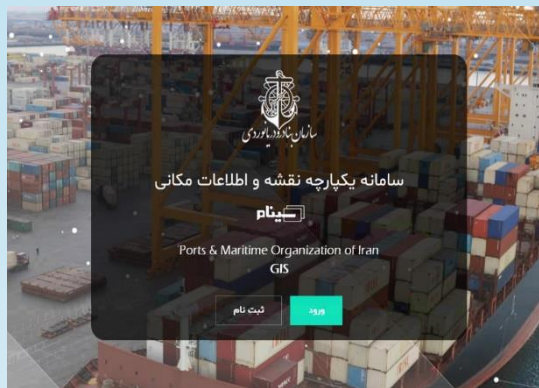 سازمان بنادر و دریانوردی
سامانه یکپارچه نقشه و اطلاعات مکانی
سینام
Ports & Maritime Organization of Iran
GIS
ورود
ثبت نام